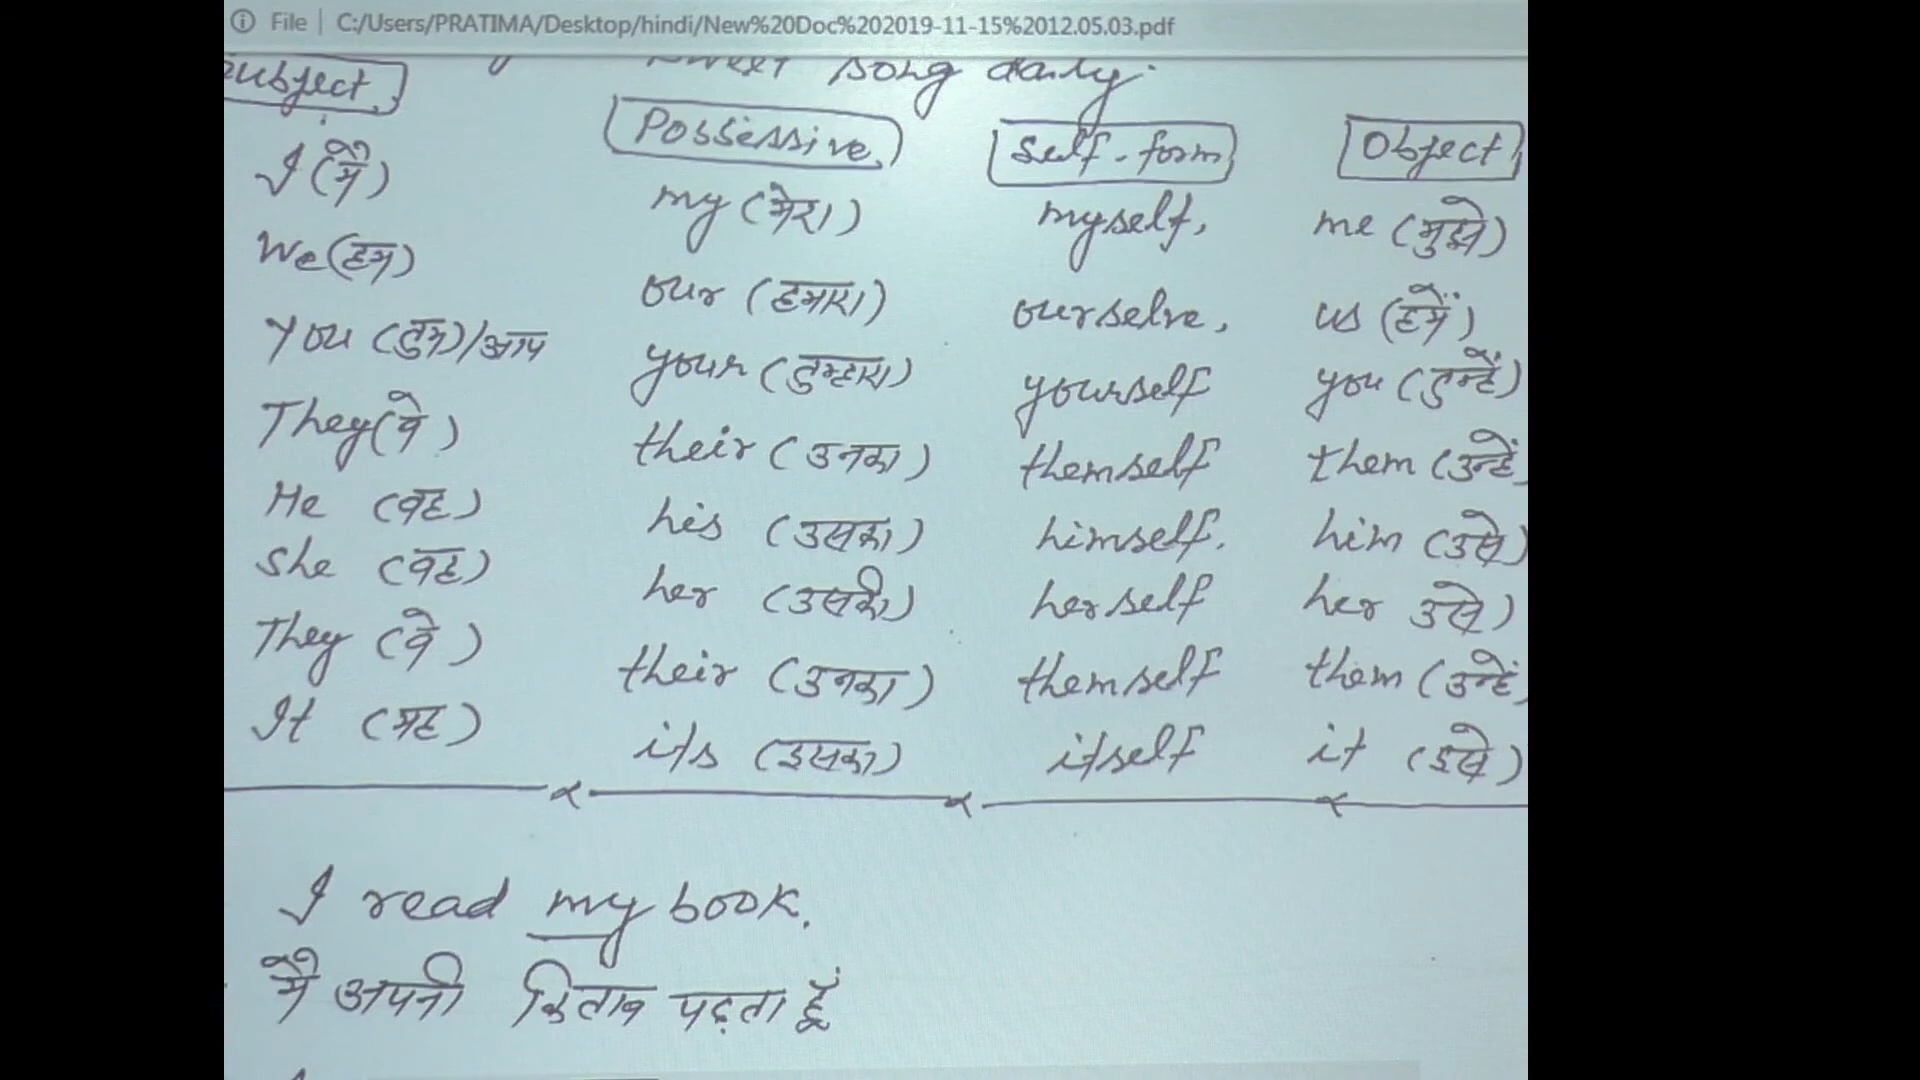 File | C:/Users/PRATIMA/Desktop/hindi/New%20Doc%202019-11-15%2012.05.03.pdf
sweet song daily.
Subject. Possessive. Self-form Object
I (मैं) my (मेरा) myself, me (मुझे)
We (हम) our (हमारा) ourselve, us (हमें)
You (तुम)/आप your (तुम्हारा) yourself you (तुम्हें)
They (वे) their (उनका) themself them (उन्हें)
He (वह) his (उसका) himself. him (उसे)
She (वह) her (उसकी) herself her उसे)
They (वे) their (उनका) themself them (उन्हें)
It (यह) its (इसका) itself it (इसे)
I read my book.
मैं अपनी किताब पढ़ता हूँ